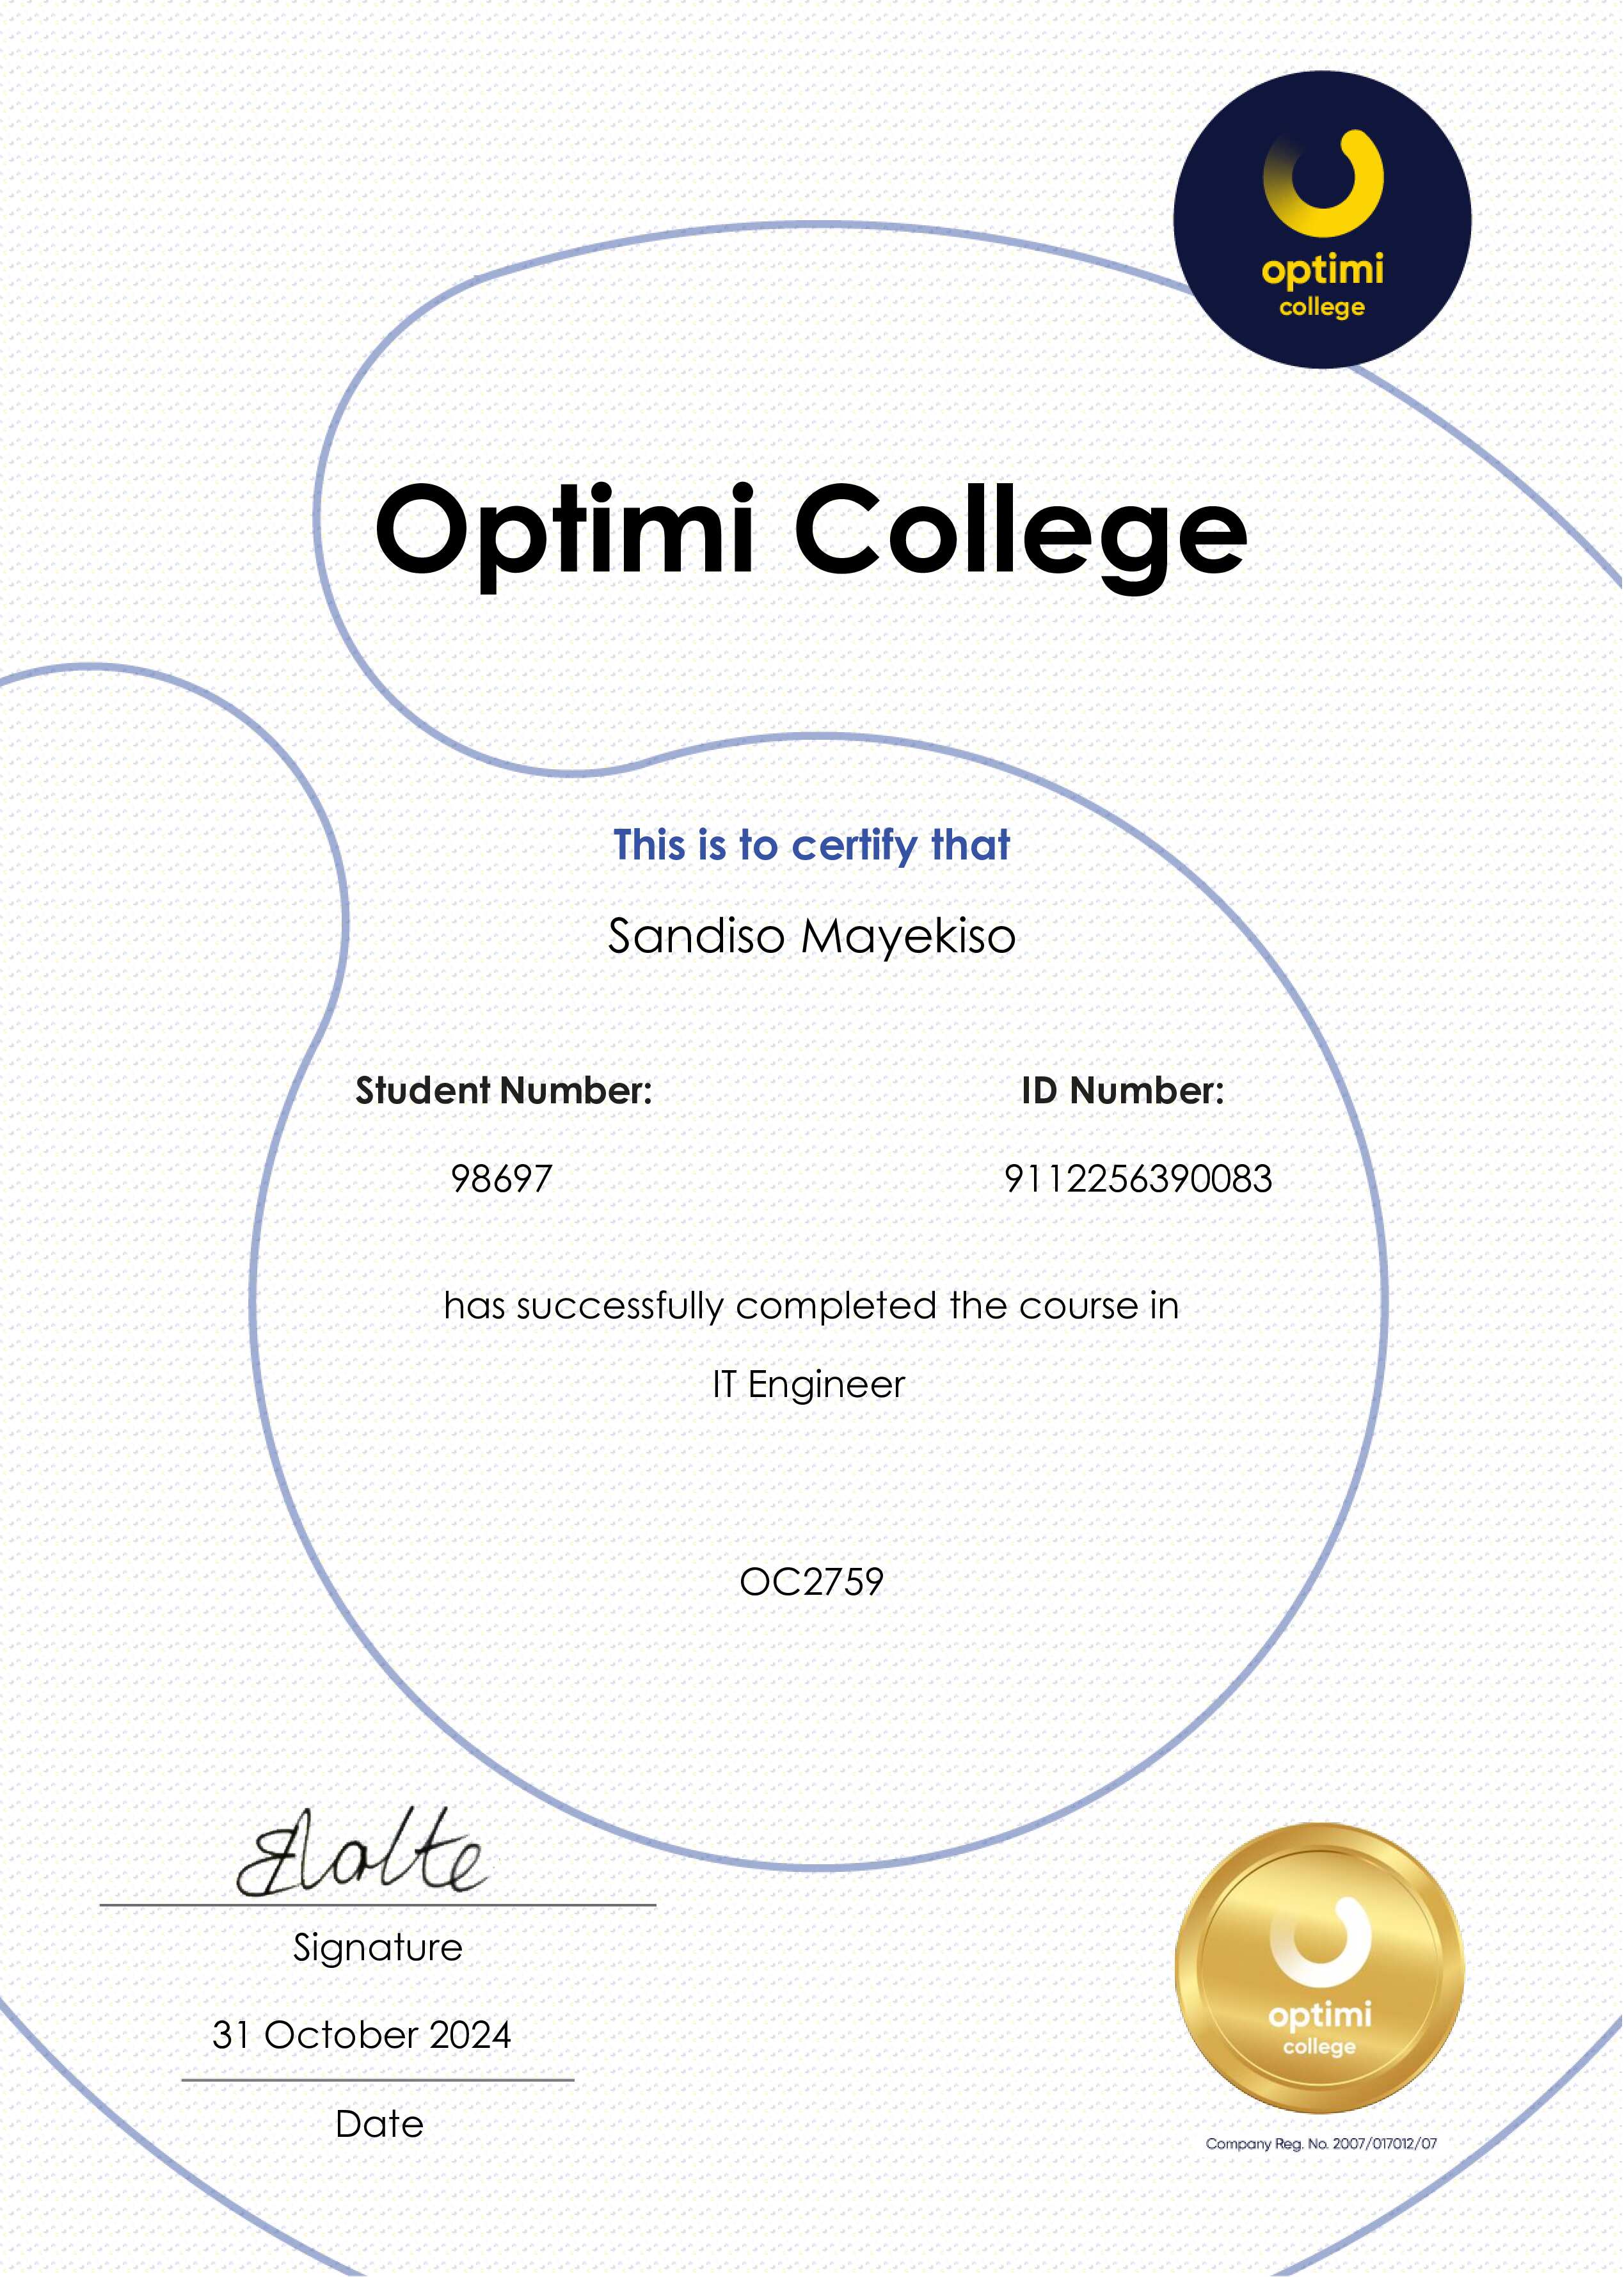 optimi
college
Optimi College
This is to certify that
Sandiso Mayekiso
Student Number: ID Number:
98697 9112256390083
has successfully completed the course in
IT Engineer
OC2759
Signature
31 October 2024
Date
optimi
college
Company Reg. No. 2007/017012/07